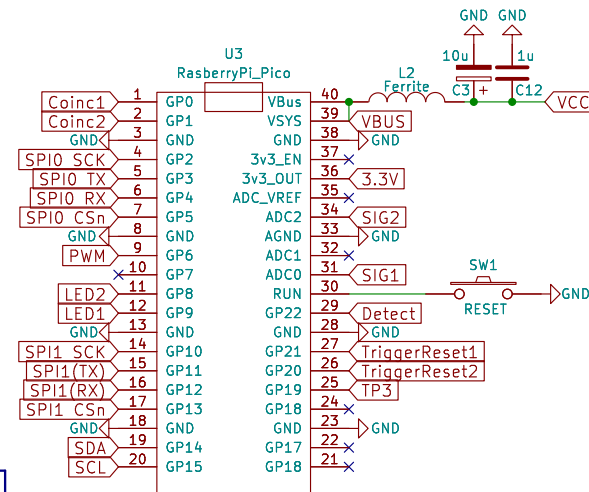 GND GND
10u 1u
C3 + C12
L2
Ferrite
VCC
U3
RasberryPi_Pico
Coinc1 1 GP0 VBus 40
Coinc2 2 GP1 VSYS 39 VBUS
GND 3 GND GND 38 GND
SPI0 SCK 4 GP2 3v3_EN 37
SPI0 TX 5 GP3 3v3_OUT 36 3.3V
SPI0 RX 6 GP4 ADC_VREF 35
SPI0 CSn 7 GP5 ADC2 34 SIG2
GND 8 GND AGND 33 GND
PWM 9 GP6 ADC1 32
10 GP7 ADC0 31 SIG1
LED2 11 GP8 RUN 30
SW1
RESET
GND
LED1 12 GP9 GP22 29 Detect
GND 13 GND GND 28 GND
SPI1 SCK 14 GP10 GP21 27 TriggerReset1
SPI1(TX) 15 GP11 GP20 26 TriggerReset2
SPI1(RX) 16 GP12 GP19 25 TP3
SPI1 CSn 17 GP13 GP18 24
GND 18 GND GND 23 GND
SDA 19 GP14 GP17 22
SCL 20 GP15 GP18 21